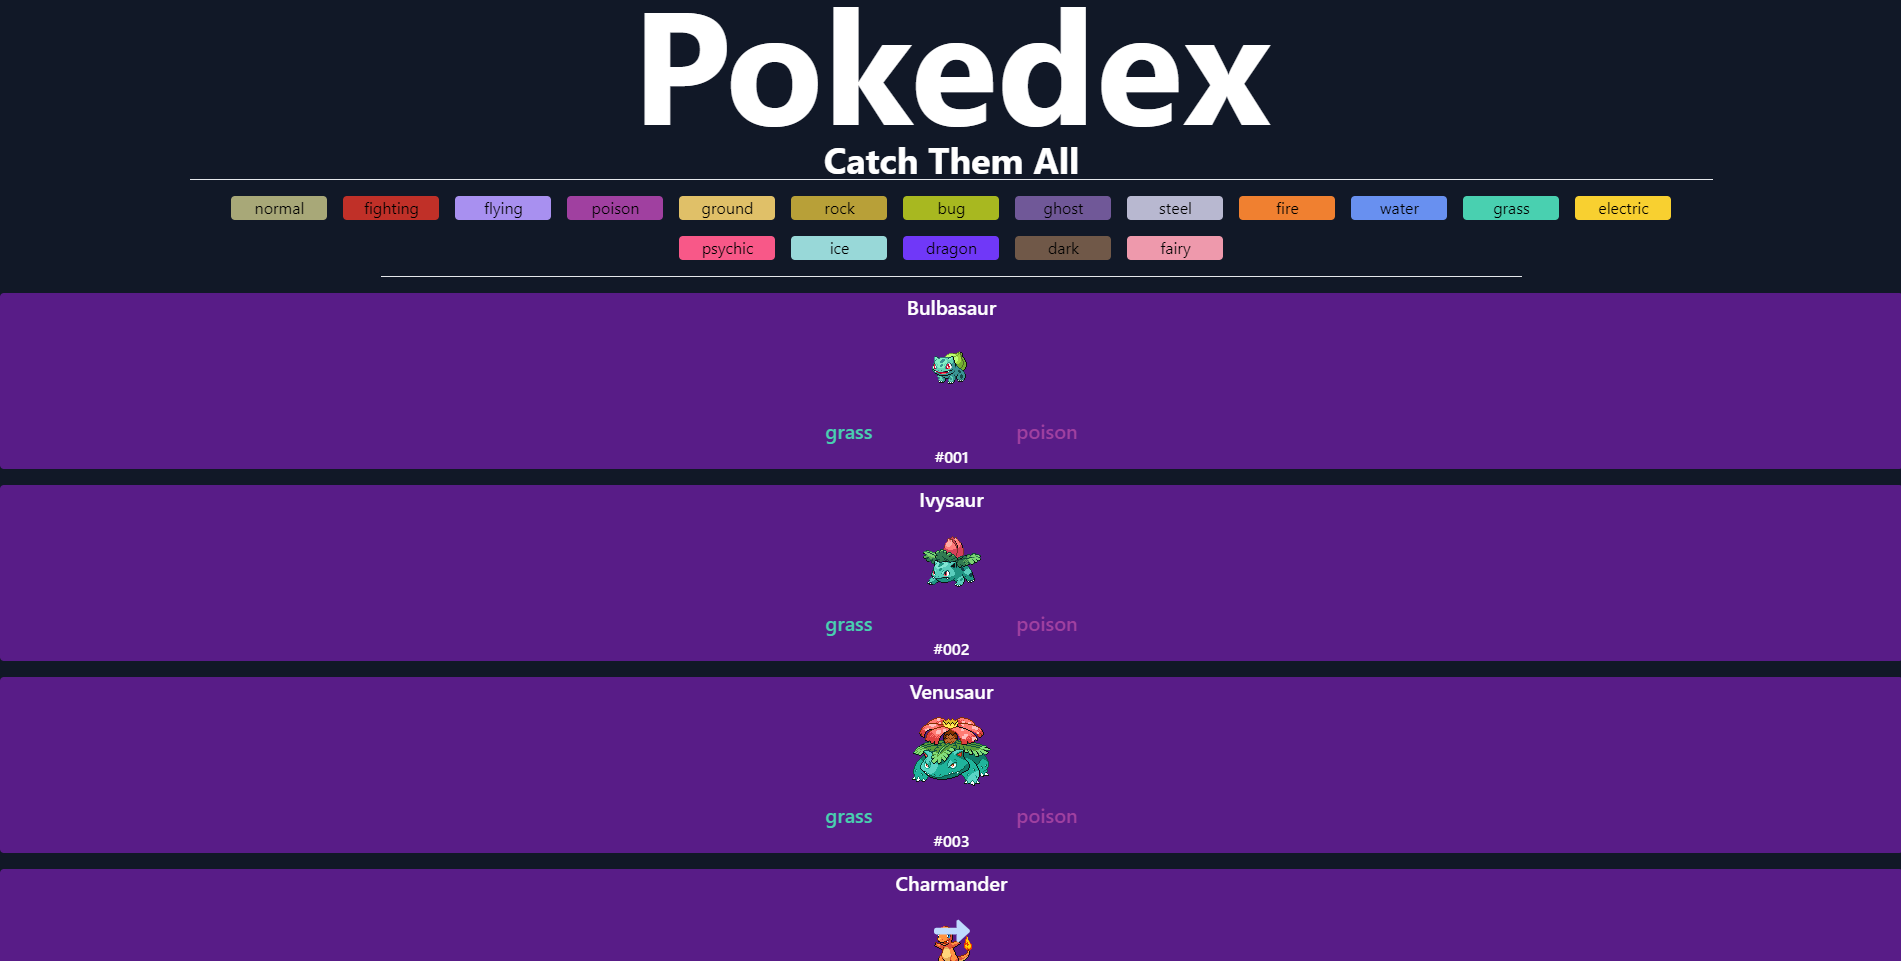 Pokedex
Catch Them All
normal fighting flying poison ground rock bug ghost steel fire water grass electric
psychic ice dragon dark fairy
Bulbasaur
grass poison
#001
Ivysaur
grass poison
#002
Venusaur
grass poison
#003
Charmander